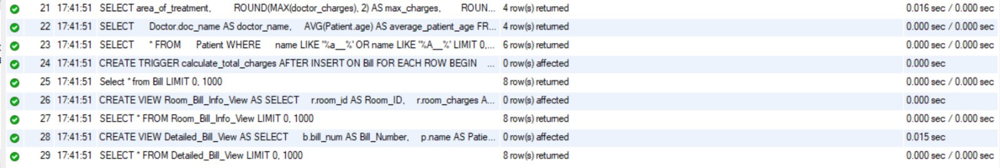 21 17:41:51 SELECT area_of_treatment, ROUND(MAX(doctor_charges), 2) AS max_charges, ROUN... 4 row(s) returned 0.016 sec / 0.000 sec
22 17:41:51 SELECT Doctor.doc_name AS doctor_name, AVG(Patient.age) AS average_patient_age FR... 4 row(s) returned 0.000 sec / 0.000 sec
23 17:41:51 SELECT * FROM Patient WHERE name LIKE '%a__%' OR name LIKE '%A__%' LIMIT 0,... 6 row(s) returned 0.000 sec / 0.000 sec
24 17:41:51 CREATE TRIGGER calculate_total_charges AFTER INSERT ON Bill FOR EACH ROW BEGIN ... 0 row(s) affected 0.000 sec
25 17:41:51 Select * from Bill LIMIT 0, 1000 8 row(s) returned 0.000 sec / 0.000 sec
26 17:41:51 CREATE VIEW Room_Bill_Info_View AS SELECT r.room_id AS Room_ID, r.room_charges A... 0 row(s) affected 0.000 sec
27 17:41:51 SELECT * FROM Room_Bill_Info_View LIMIT 0, 1000 8 row(s) returned 0.000 sec / 0.000 sec
28 17:41:51 CREATE VIEW Detailed_Bill_View AS SELECT b.bill_num AS Bill_Number, p.name AS Patie... 0 row(s) affected 0.015 sec
29 17:41:51 SELECT * FROM Detailed_Bill_View LIMIT 0, 1000 8 row(s) returned 0.000 sec / 0.000 sec